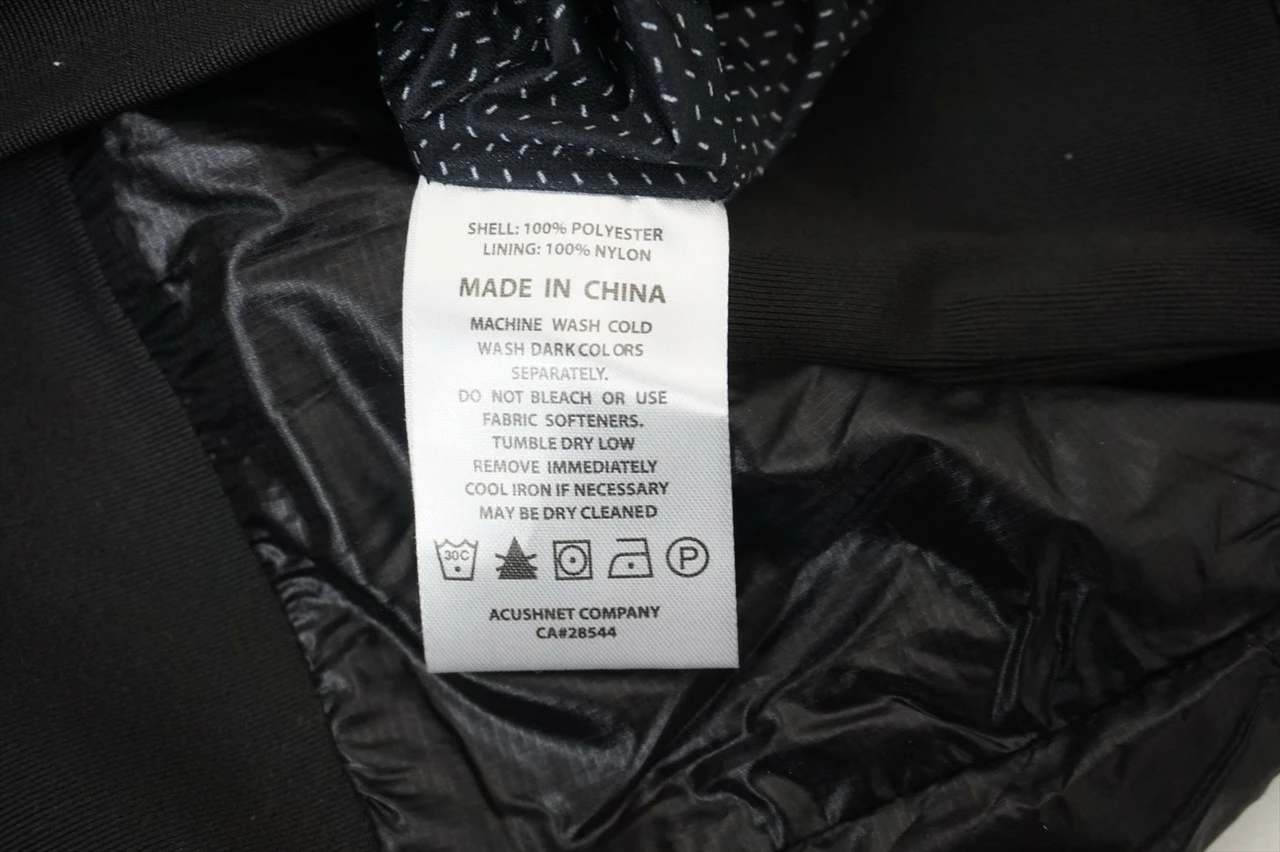 SHELL: 100% POLYESTER
LINING: 100% NYLON
MADE IN CHINA
MACHINE WASH COLD
WASH DARK COLORS
SEPARATELY.
DO NOT BLEACH OR USE
FABRIC SOFTENERS.
TUMBLE DRY LOW
REMOVE IMMEDIATELY
COOL IRON IF NECESSARY
MAY BE DRY CLEANED
30C P
ACUSHNET COMPANY
CA#28544